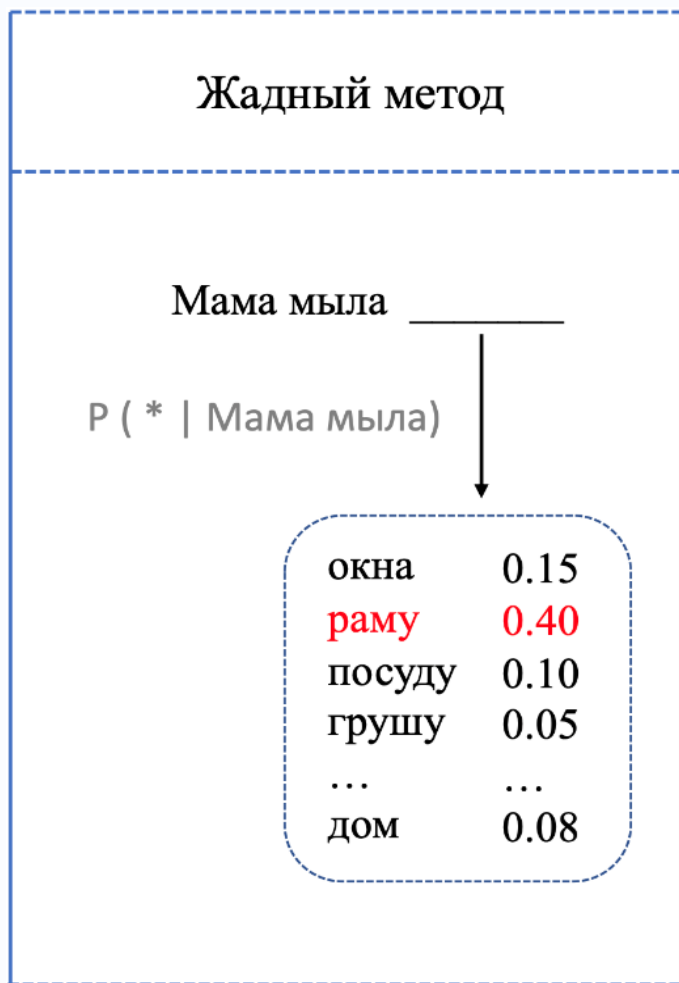 Жадный метод
Мама мыла _______
P ( * | Мама мыла)
окна 0.15
раму 0.40
посуду 0.10
грушу 0.05
... ...
дом 0.08